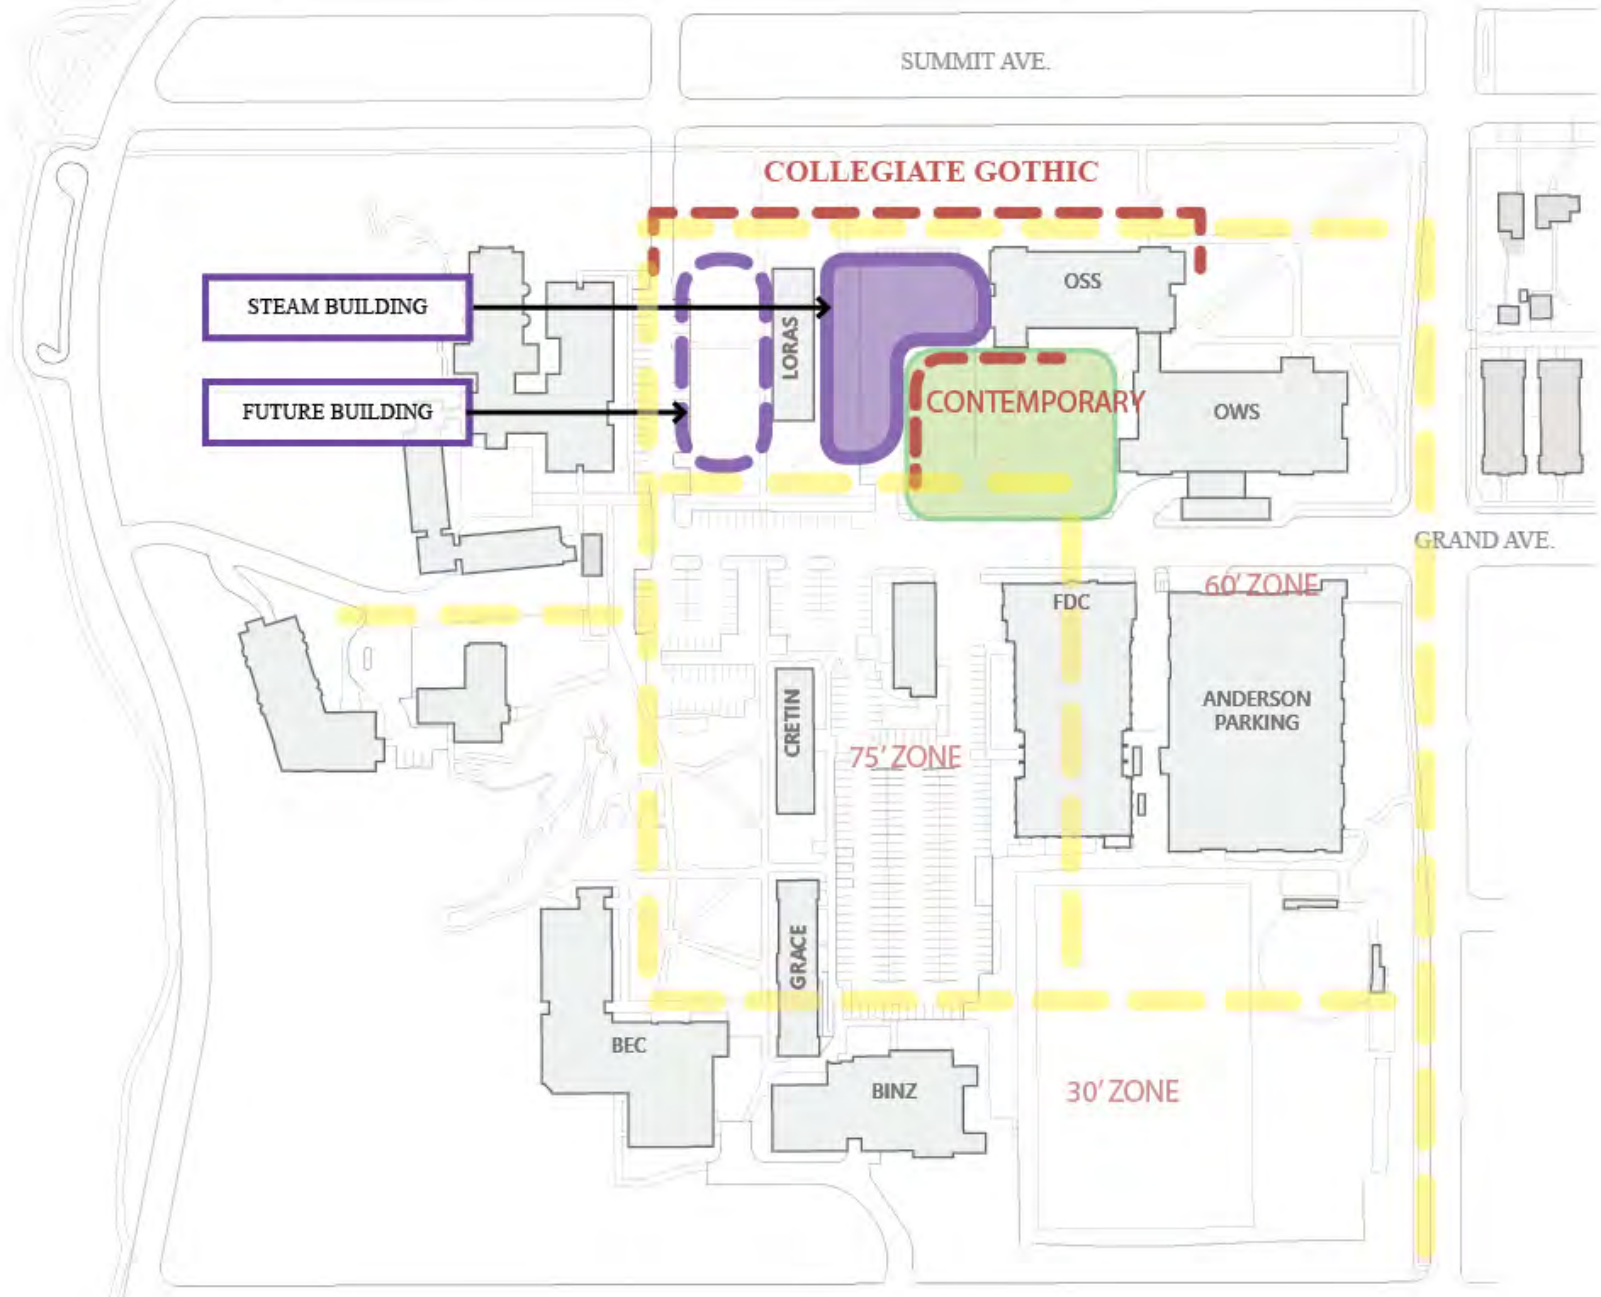 SUMMIT AVE.
COLLEGIATE GOTHIC
OSS
STEAM BUILDING
LORAS
FUTURE BUILDING
CONTEMPORARY
OWS
GRAND AVE.
60' ZONE
FDC
CRETIN
ANDERSON
PARKING
75' ZONE
GRACE
BEC
BINZ
30' ZONE